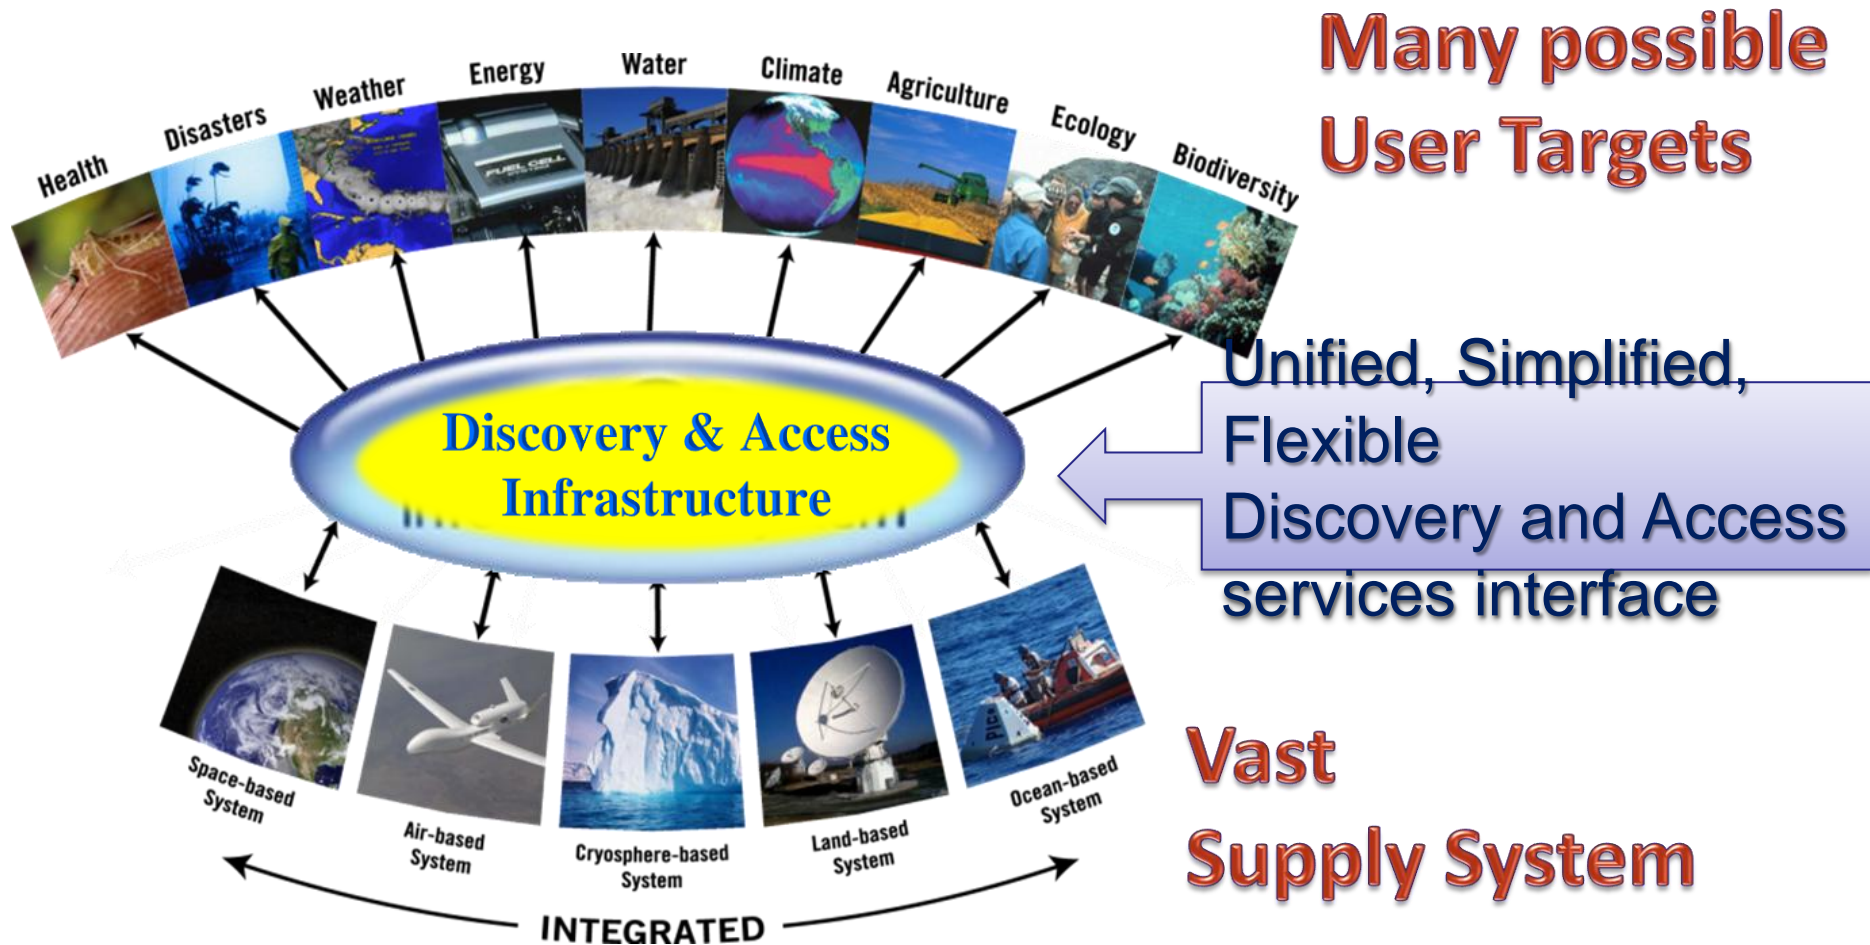 Many possible
User Targets
Health
Disasters
Weather
Energy
Water
Climate
Agriculture
Ecology
Biodiversity
FUEL CELL
Discovery & Access
Infrastructure
Unified, Simplified,
Flexible
Discovery and Access
services interface
Space-based
System
Air-based
System
Cryosphere-based
System
Land-based
System
Ocean-based
System
INTEGRATED
Vast
Supply System